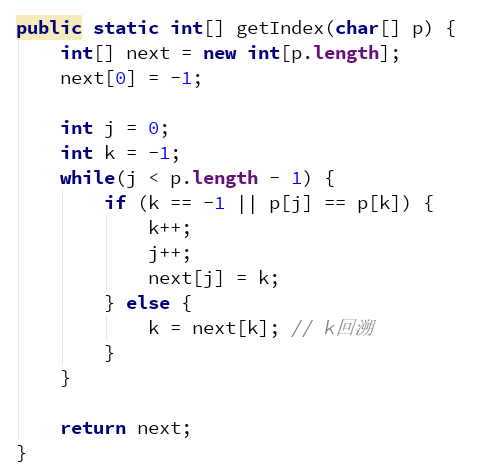 public static int[] getIndex(char[] p) {
    int[] next = new int[p.length];
    next[0] = -1;

    int j = 0;
    int k = -1;
    while(j < p.length - 1) {
        if (k == -1 || p[j] == p[k]) {
            k++;
            j++;
            next[j] = k;
        } else {
            k = next[k]; // k回溯
        }
    }

    return next;
}